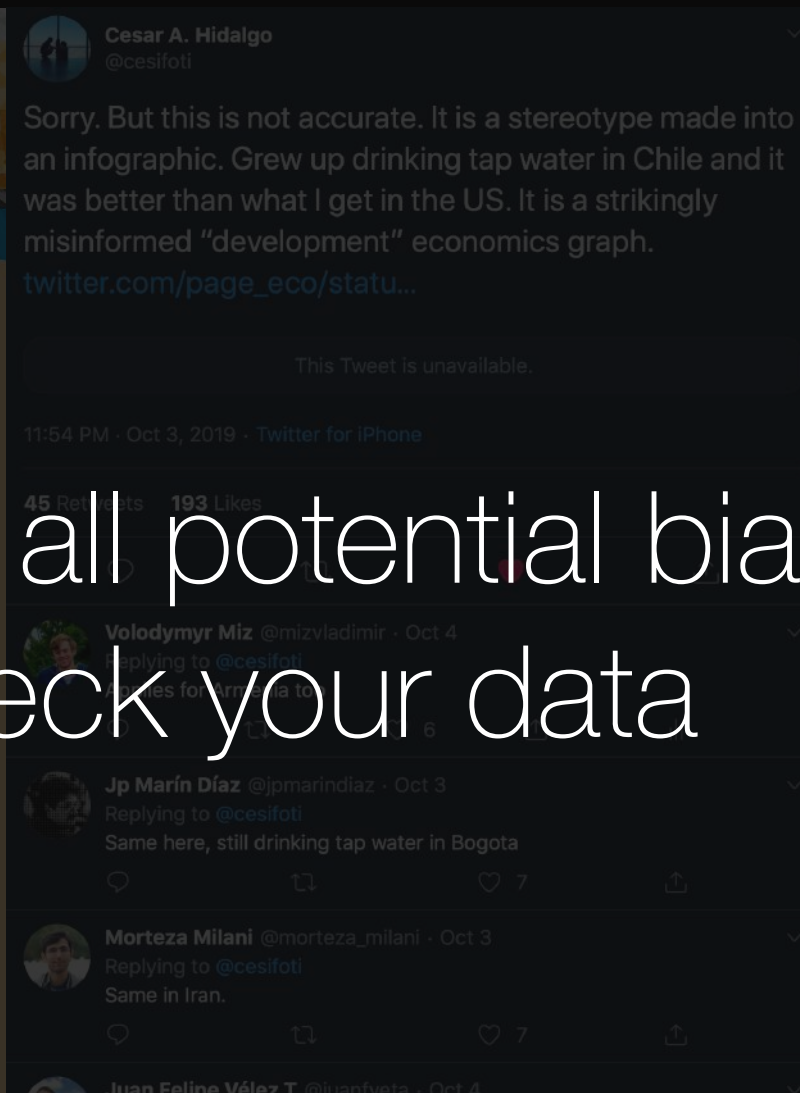 Cesar A. Hidalgo
@cesifoti
Sorry. But this is not accurate. It is a stereotype made into
an infographic. Grew up drinking tap water in Chile and it
was better than what I get in the US. It is a strikingly
misinformed “development” economics graph.
twitter.com/page_eco/statu...
This Tweet is unavailable.
11:54 PM · Oct 3, 2019 · Twitter for iPhone
45 Retweets 193 Likes
all potential bia
Volodymyr Miz @mizvladimir · Oct 4
Replying to @cesifoti
Applies for Armenia too
eck your data
6
Jp Marín Díaz @jpmarindiaz · Oct 3
Replying to @cesifoti
Same here, still drinking tap water in Bogota
7
Morteza Milani @morteza_milani · Oct 3
Replying to @cesifoti
Same in Iran.
7
Juan Felipe Vélez T @juanfveta · Oct 4